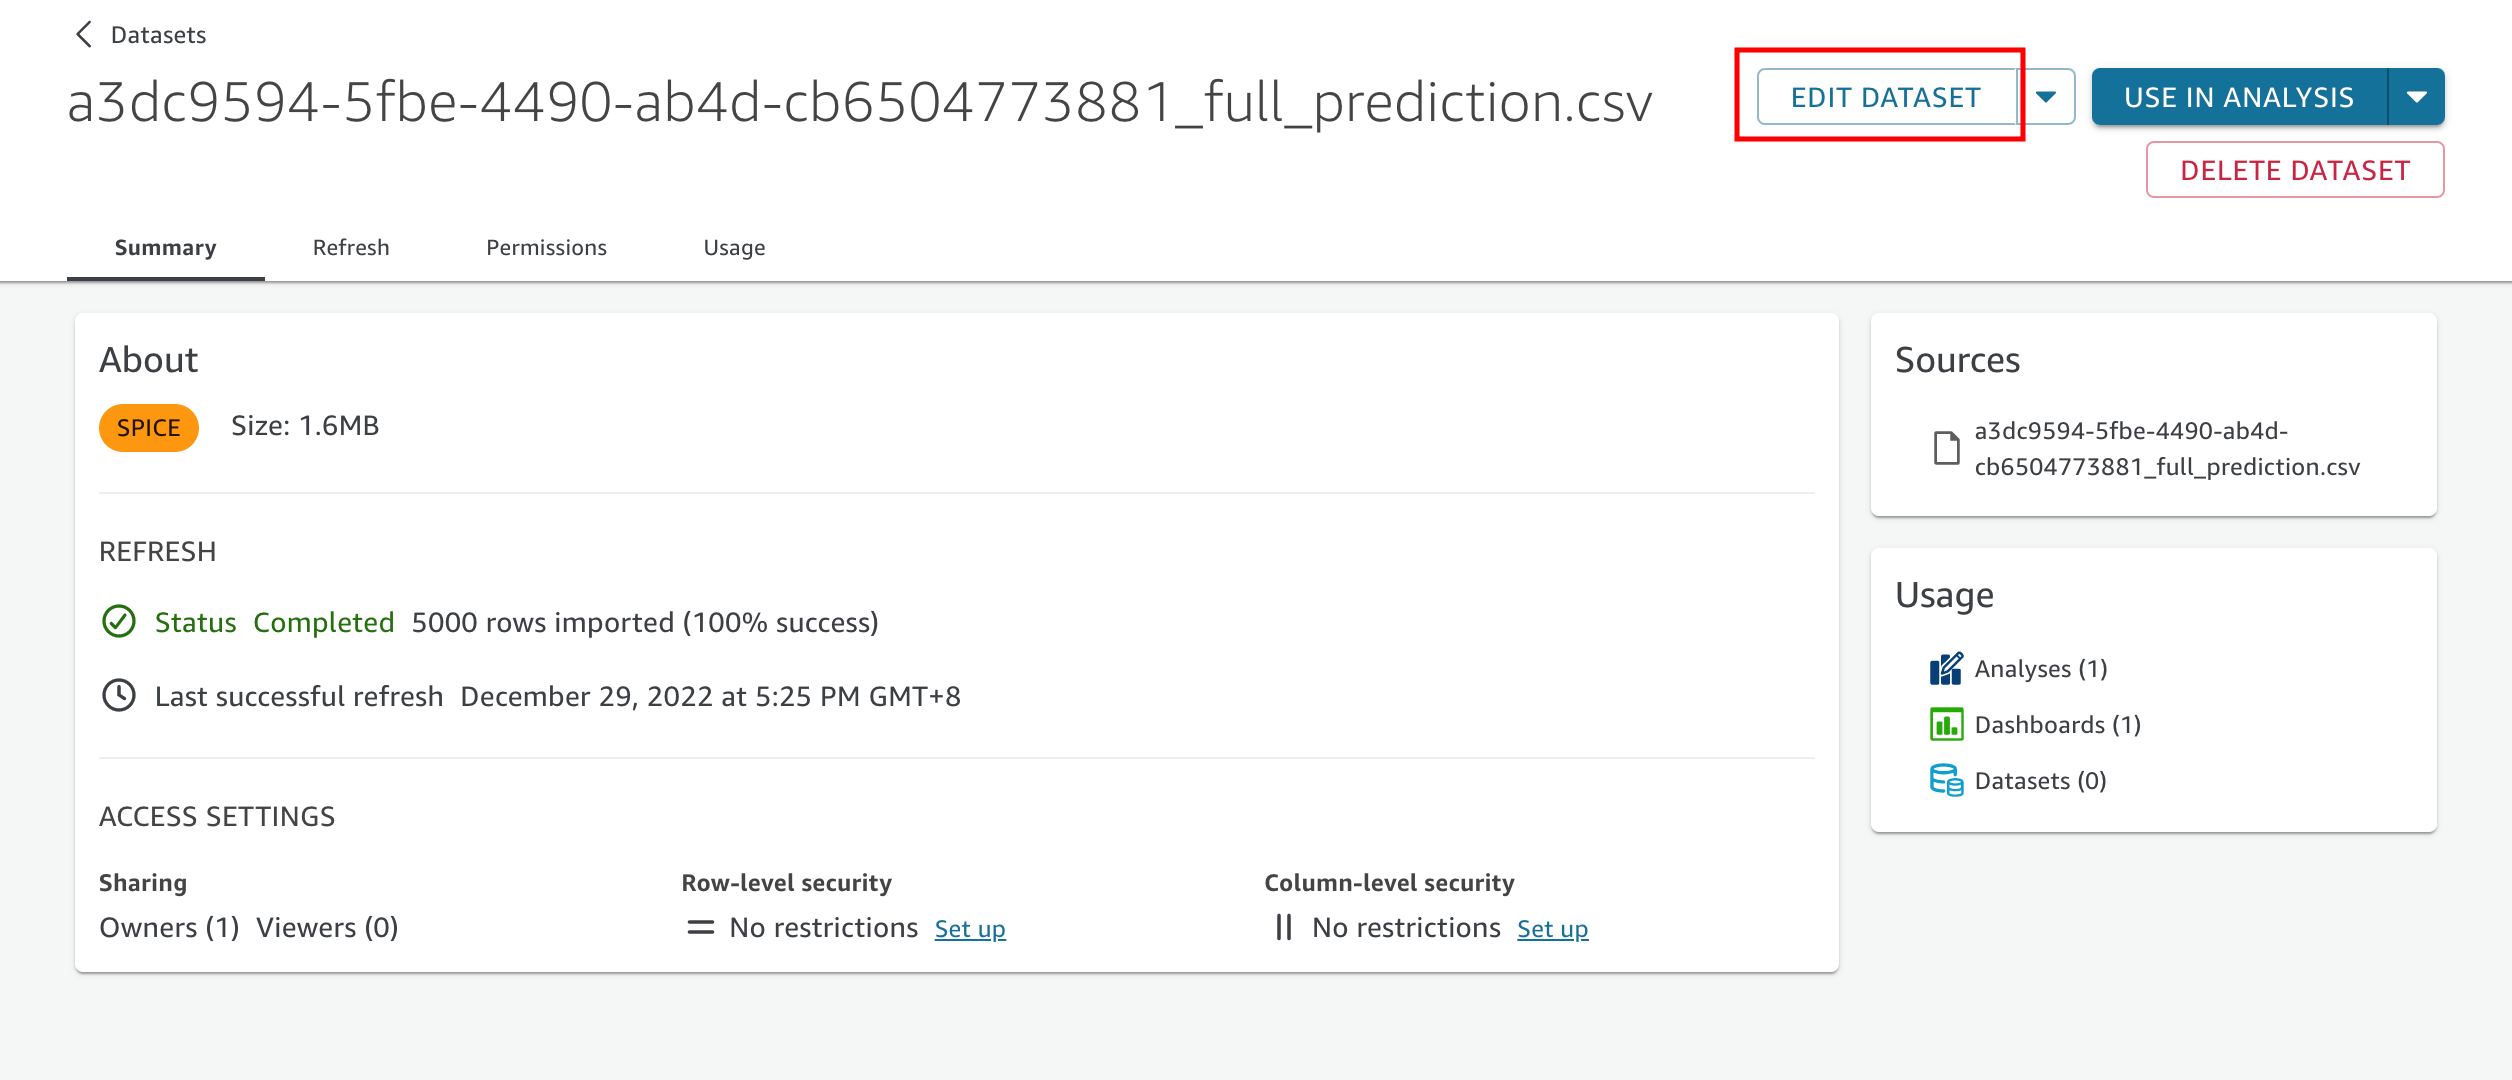 Datasets
a3dc9594-5fbe-4490-ab4d-cb6504773881_full_prediction.csv
EDIT DATASET
USE IN ANALYSIS
DELETE DATASET
Summary Refresh Permissions Usage
About
SPICE Size: 1.6MB
REFRESH
Status Completed 5000 rows imported (100% success)
Last successful refresh December 29, 2022 at 5:25 PM GMT+8
ACCESS SETTINGS
Sharing
Owners (1) Viewers (0)
Row-level security
No restrictions Set up
Column-level security
No restrictions Set up
Sources
a3dc9594-5fbe-4490-ab4d-
cb6504773881_full_prediction.csv
Usage
Analyses (1)
Dashboards (1)
Datasets (0)